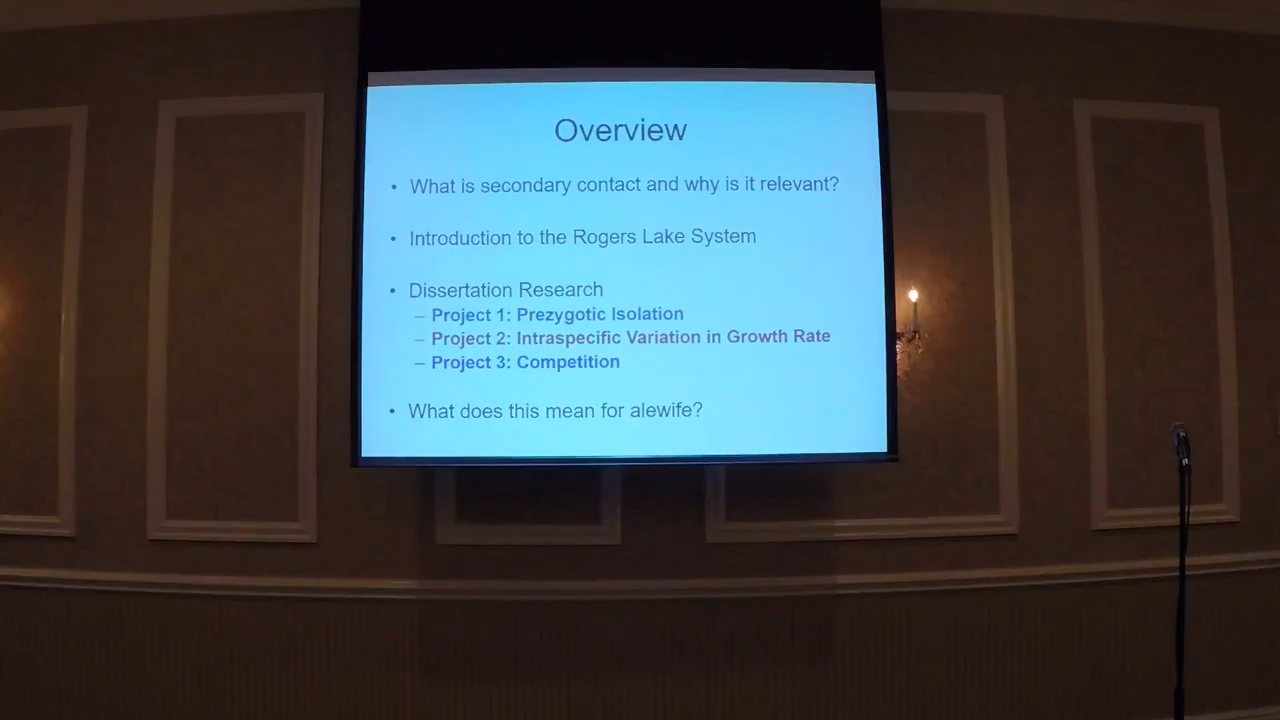 Overview
• What is secondary contact and why is it relevant?
• Introduction to the Rogers Lake System
• Dissertation Research
– Project 1: Prezygotic Isolation
– Project 2: Intraspecific Variation in Growth Rate
– Project 3: Competition
• What does this mean for alewife?